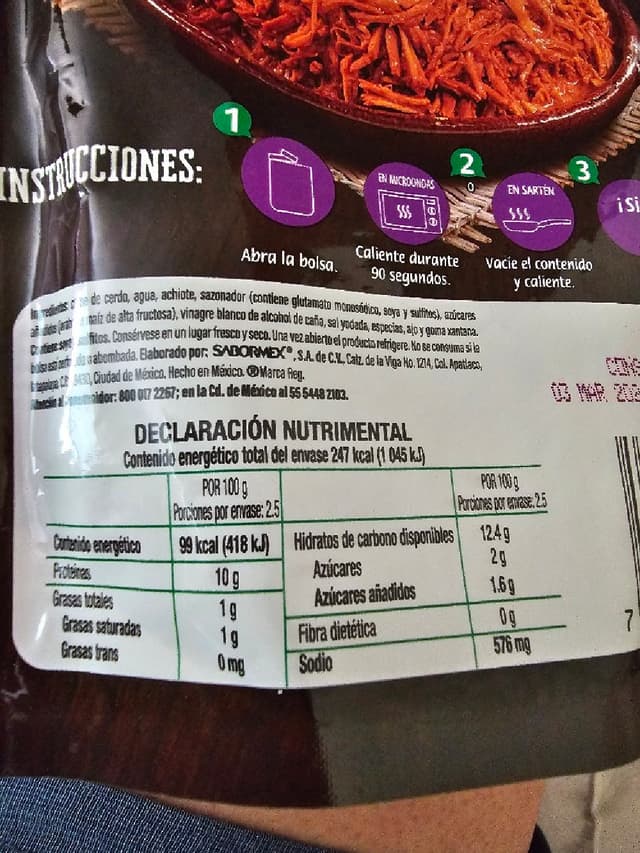 INSTRUCCIONES:
1
2
3
EN MICROONDAS
O
EN SARTÉN
¡Si
Abra la bolsa.
Caliente durante
90 segundos.
Vacíe el contenido
y caliente.
de cerdo, agua, achiote, sazonador (contiene glutamato monosódico, soya y sulfitos), azúcares
maíz de alta fructosa), vinagre blanco de alcohol de caña, sal yodada, especias, ajo y goma xantana.
Consérvese en un lugar fresco y seco. Una vez abierto el producto refrigere. No se consuma si la
abombada. Elaborado por: SABORMEX®, S.A. de C.V. Calz. de la Viga No. 1214, Col. Apatlaco,
Ciudad de México. Hecho en México. ®Marca Reg.
800 017 2267; en la Cd. de México al 55 5448 2103.
03 MAR
DECLARACIÓN NUTRIMENTAL
Contenido energético total del envase 247 kcal (1 045 kJ)
POR 100 g
Porciones por envase: 2.5
POR 100 g
Porciones por envase: 2.5
Contenido energético 99 kcal (418 kJ) Hidratos de carbono disponibles 12.4 g
Proteínas 10 g Azúcares 2 g
Grasas totales 1 g Azúcares añadidos 1.6 g
Grasas saturadas 1 g Fibra dietética 0 g
Grasas trans 0 mg Sodio 576 mg
7